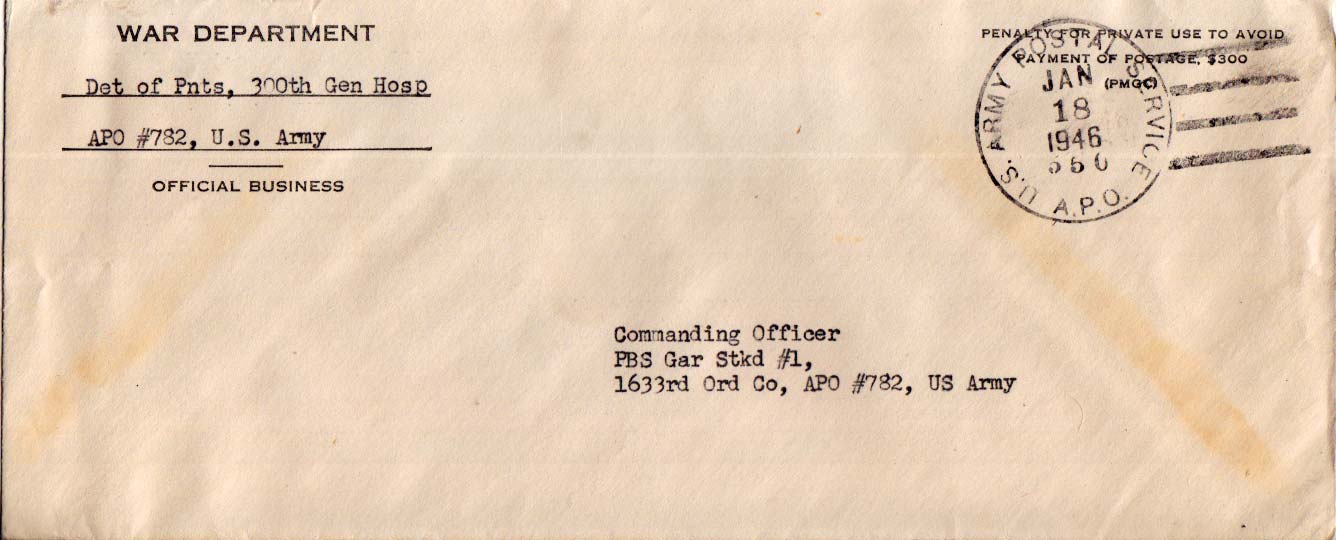 WAR DEPARTMENT
Det of Pnts, 300th Gen Hosp
APO #782, U.S. Army
OFFICIAL BUSINESS
PENALTY FOR PRIVATE USE TO AVOID
PAYMENT OF POSTAGE, $300
(PMGC)
U.S. ARMY POSTAL SERVICE
JAN
18
1946
A.P.O.
Commanding Officer
PBS Gar Stkd #1,
1633rd Ord Co, APO #782, US Army